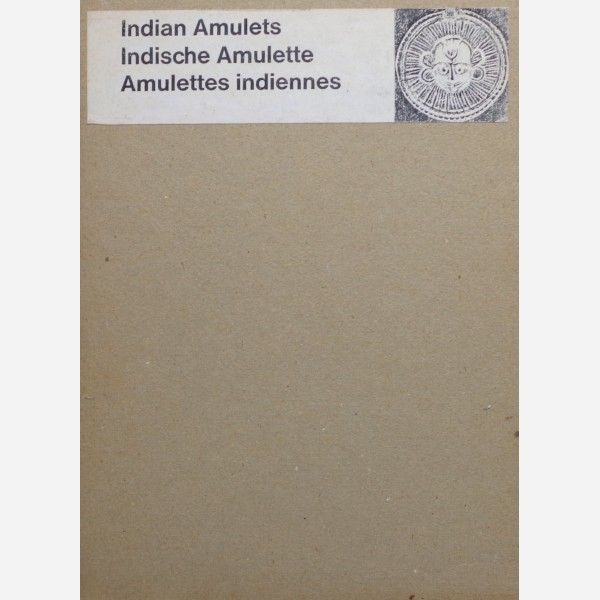 Indian Amulets
Indische Amulette
Amulettes indiennes